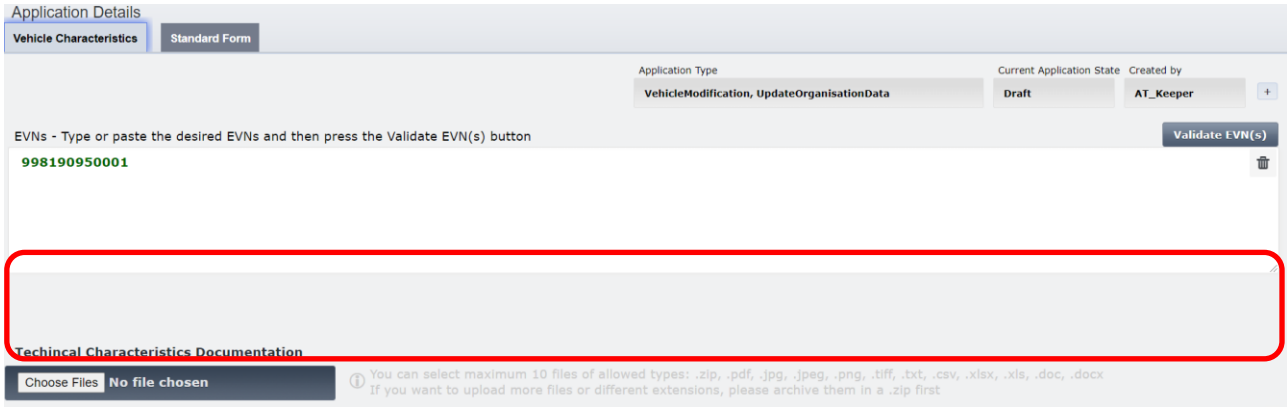 Application Details
Vehicle Characteristics Standard Form
Application Type Current Application State Created by
VehicleModification, UpdateOrganisationData Draft AT_Keeper +
EVNs - Type or paste the desired EVNs and then press the Validate EVN(s) button Validate EVN(s)
998190950001
Techincal Characteristics Documentation
Choose Files No file chosen
You can select maximum 10 files of allowed types: .zip, .pdf, .jpg, .jpeg, .png, .tiff, .txt, .csv, .xlsx, .xls, .doc, .docx
If you want to upload more files or different extensions, please archive them in a .zip first